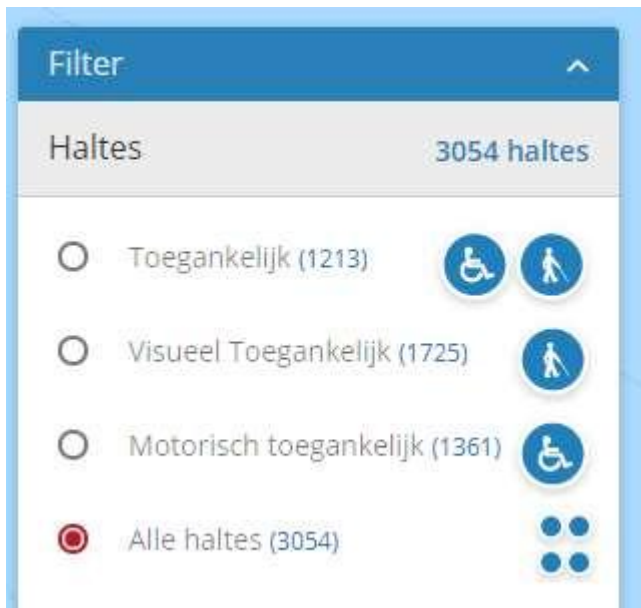 Filter
Haltes 3054 haltes
Toegankelijk (1213)
Visueel Toegankelijk (1725)
Motorisch toegankelijk (1361)
Alle haltes (3054)